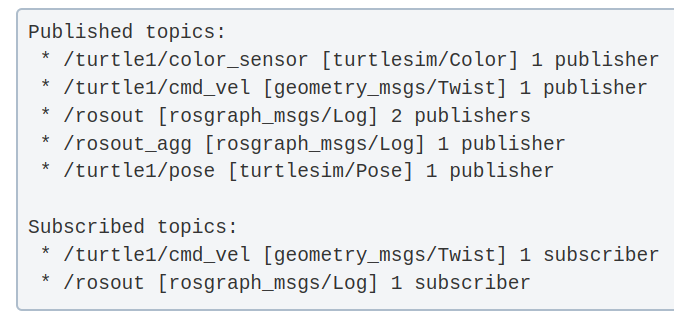 Published topics:
* /turtle1/color_sensor [turtlesim/Color] 1 publisher
* /turtle1/cmd_vel [geometry_msgs/Twist] 1 publisher
* /rosout [rosgraph_msgs/Log] 2 publishers
* /rosout_agg [rosgraph_msgs/Log] 1 publisher
* /turtle1/pose [turtlesim/Pose] 1 publisher
Subscribed topics:
* /turtle1/cmd_vel [geometry_msgs/Twist] 1 subscriber
* /rosout [rosgraph_msgs/Log] 1 subscriber